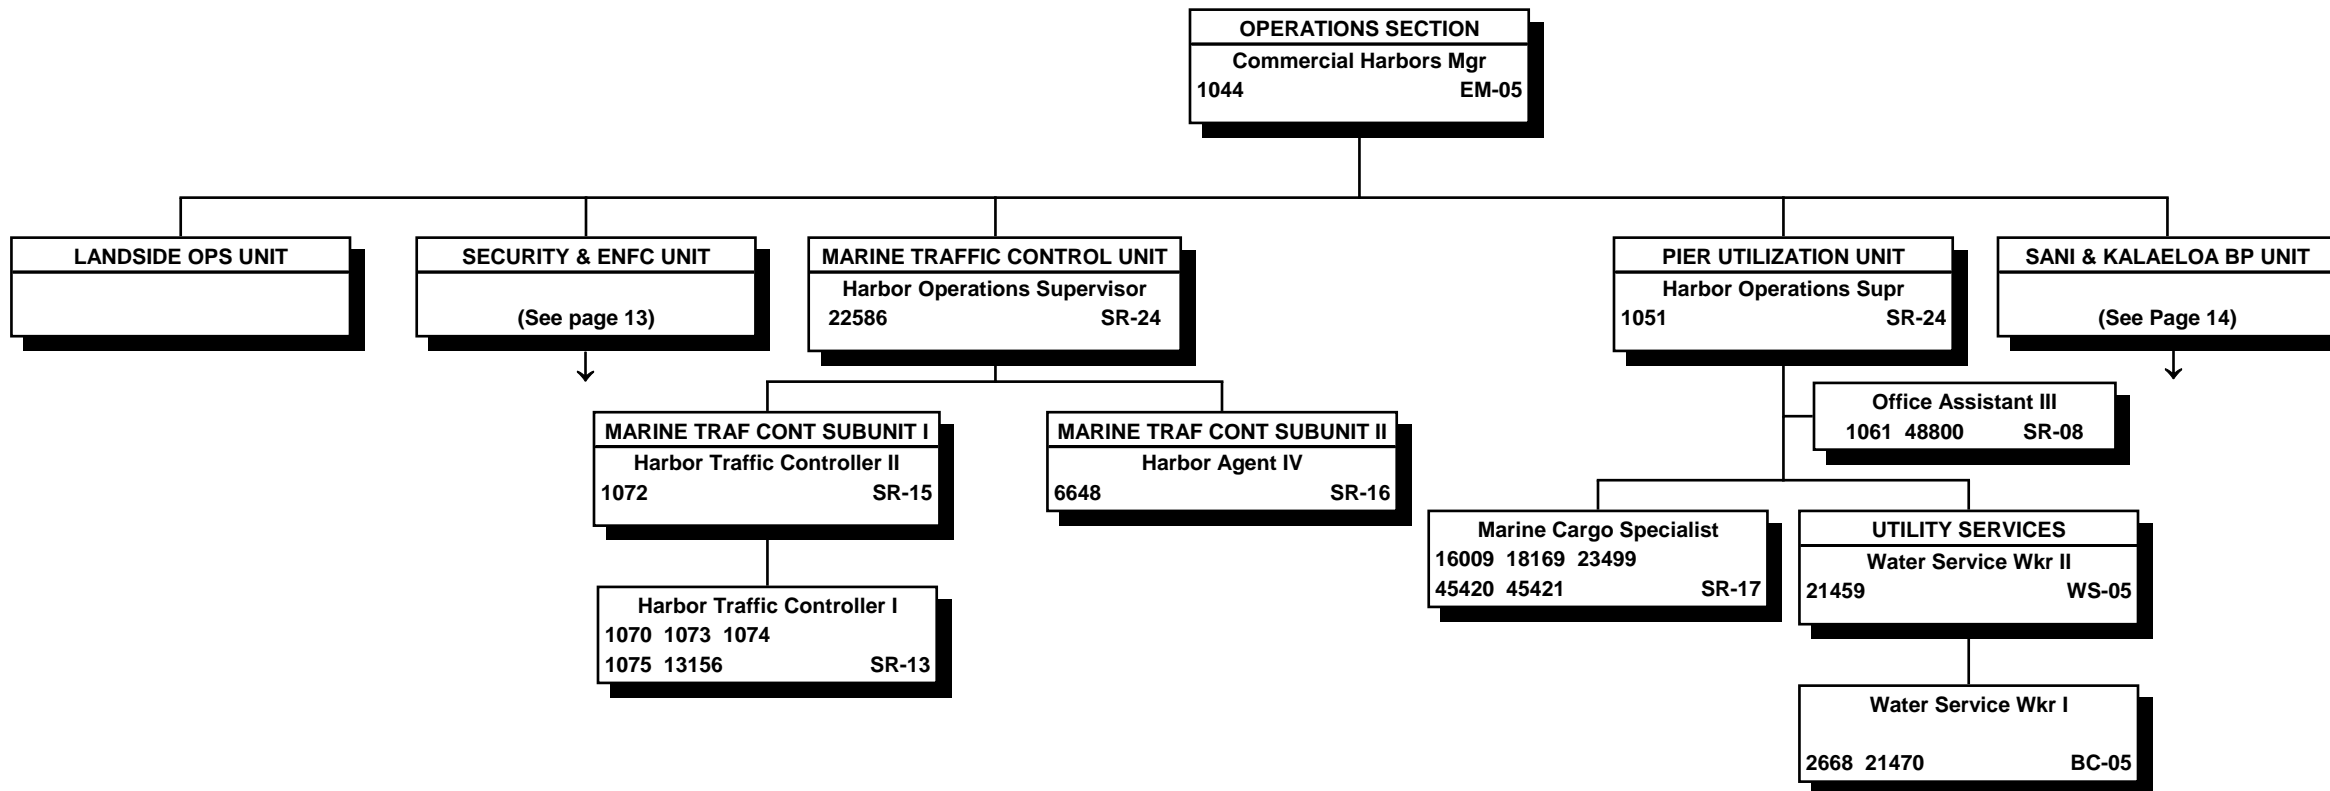 OPERATIONS SECTION
Commercial Harbors Mgr
1044 EM-05
LANDSIDE OPS UNIT
SECURITY & ENFC UNIT
(See page 13)
MARINE TRAFFIC CONTROL UNIT
Harbor Operations Supervisor
22586 SR-24
PIER UTILIZATION UNIT
Harbor Operations Supr
1051 SR-24
SANI & KALAELOA BP UNIT
(See Page 14)
Office Assistant III
1061 48800 SR-08
MARINE TRAF CONT SUBUNIT I
Harbor Traffic Controller II
1072 SR-15
MARINE TRAF CONT SUBUNIT II
Harbor Agent IV
6648 SR-16
Marine Cargo Specialist
16009 18169 23499
45420 45421 SR-17
UTILITY SERVICES
Water Service Wkr II
21459 WS-05
Harbor Traffic Controller I
1070 1073 1074
1075 13156 SR-13
Water Service Wkr I
2668 21470 BC-05